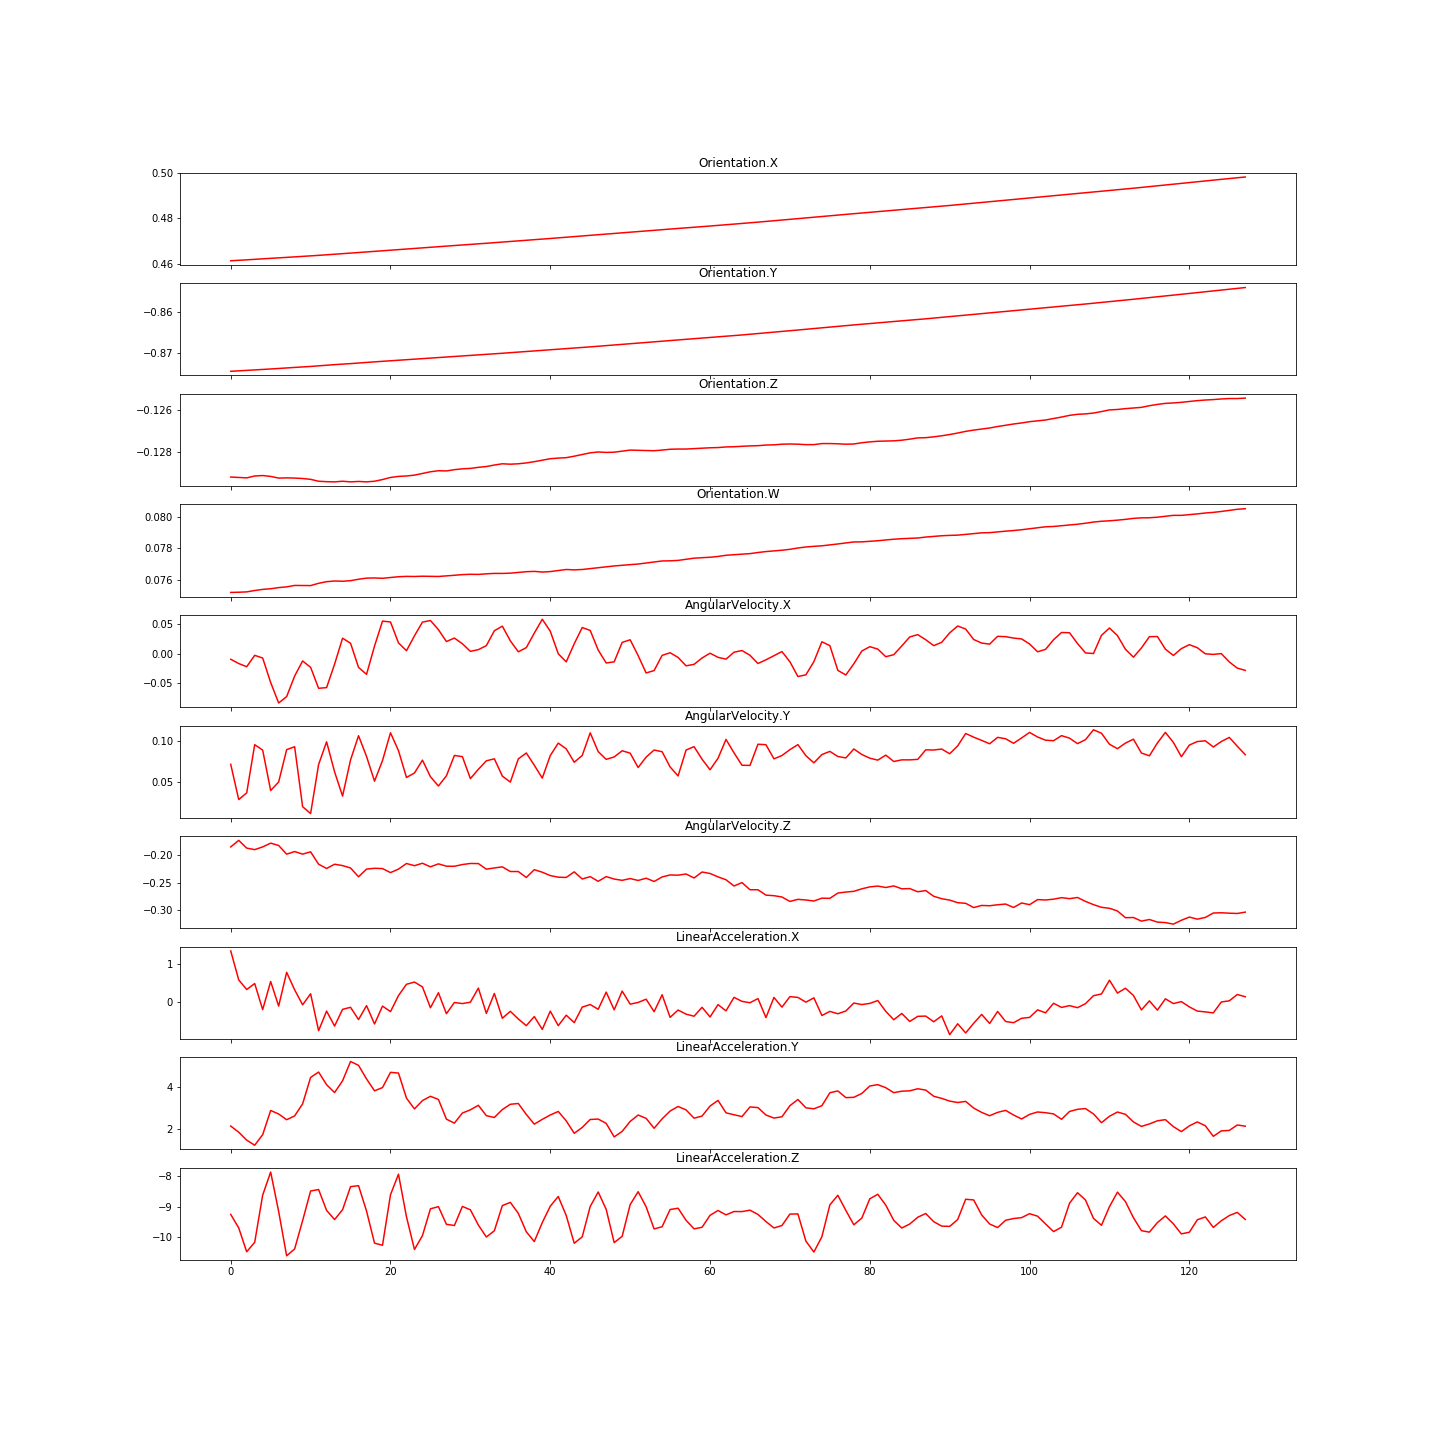 Orientation.X
0.50
0.48
0.46
Orientation.Y
−0.86
−0.87
Orientation.Z
−0.126
−0.128
Orientation.W
0.080
0.078
0.076
AngularVelocity.X
0.05
0.00
−0.05
AngularVelocity.Y
0.10
0.05
AngularVelocity.Z
−0.20
−0.25
−0.30
LinearAcceleration.X
1
0
LinearAcceleration.Y
4
2
LinearAcceleration.Z
−8
−9
−10
0 20 40 60 80 100 120